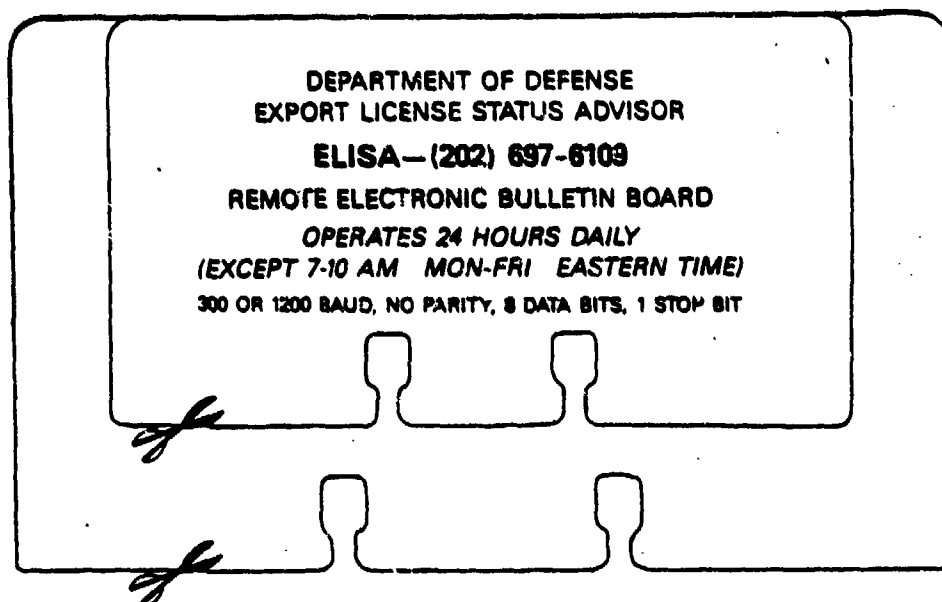 DEPARTMENT OF DEFENSE
EXPORT LICENSE STATUS ADVISOR
ELISA—(202) 697-6109
REMOTE ELECTRONIC BULLETIN BOARD
OPERATES 24 HOURS DAILY
(EXCEPT 7-10 AM MON-FRI EASTERN TIME)
300 OR 1200 BAUD, NO PARITY, 8 DATA BITS, 1 STOP BIT